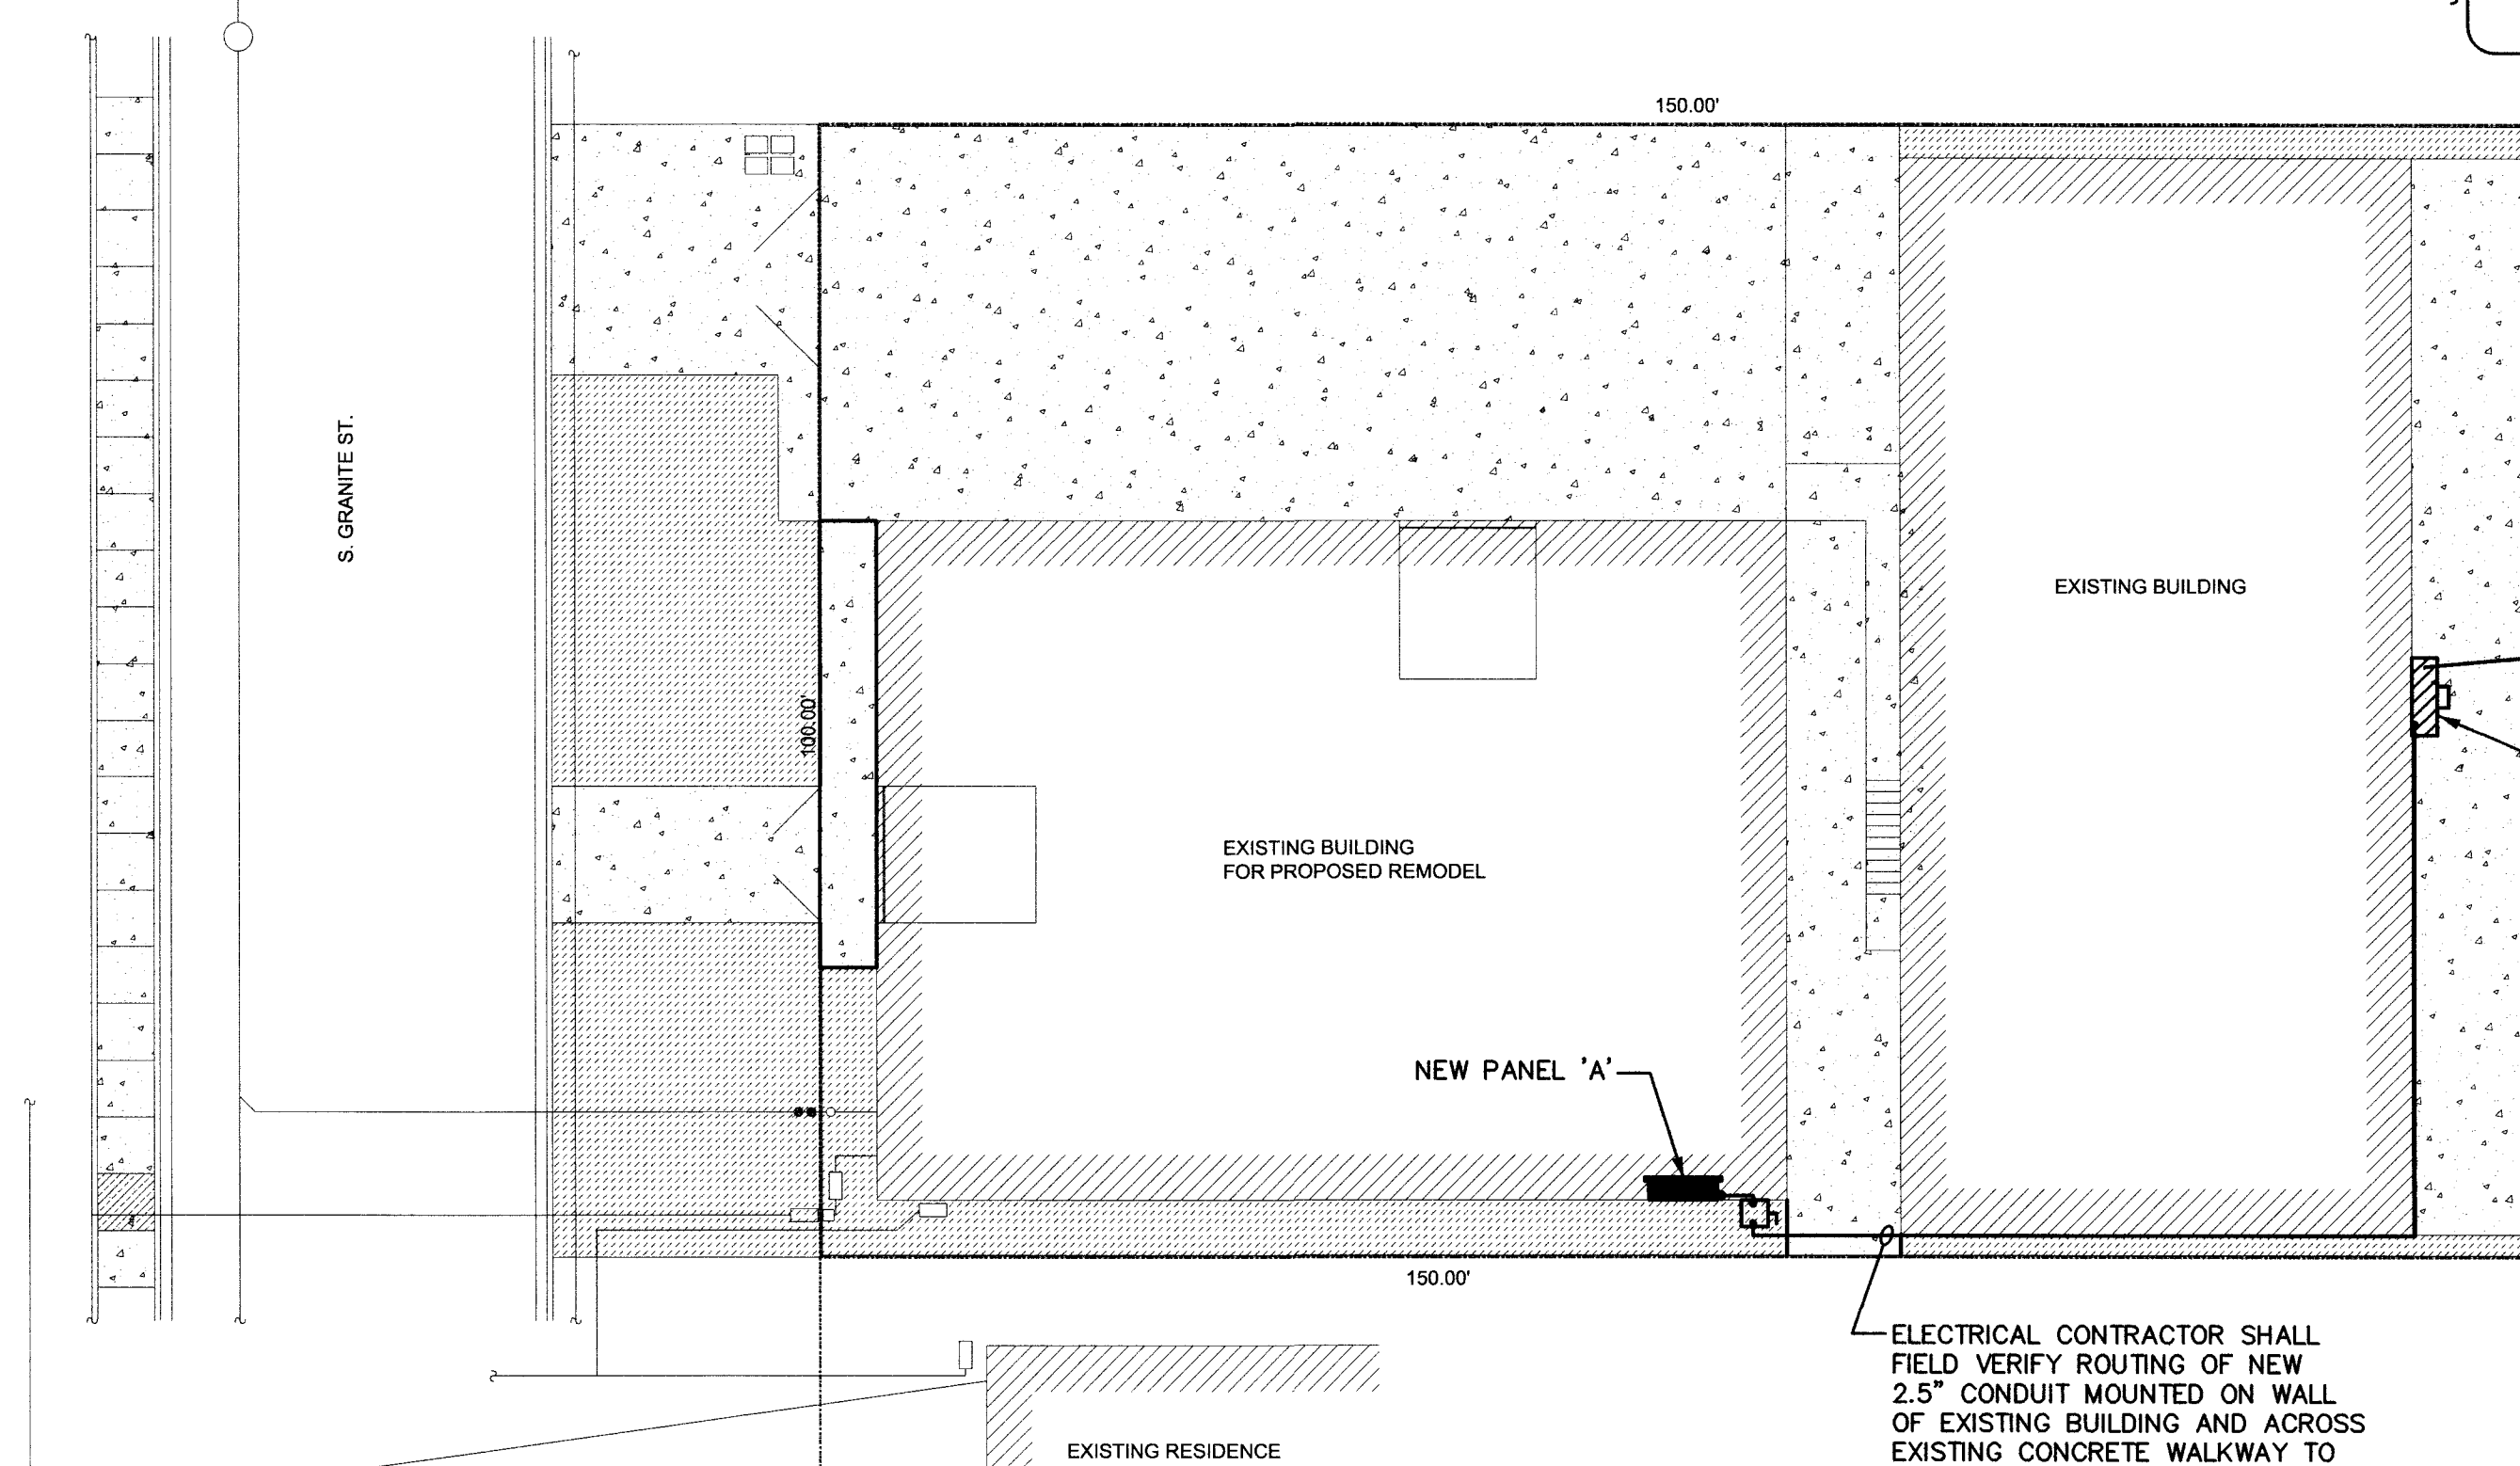 150.00'
S. GRANITE ST.
EXISTING BUILDING
100.00'
EXISTING BUILDING
FOR PROPOSED REMODEL
NEW PANEL 'A'
150.00'
ELECTRICAL CONTRACTOR SHALL
FIELD VERIFY ROUTING OF NEW
2.5" CONDUIT MOUNTED ON WALL
OF EXISTING BUILDING AND ACROSS
EXISTING CONCRETE WALKWAY TO
EXISTING RESIDENCE